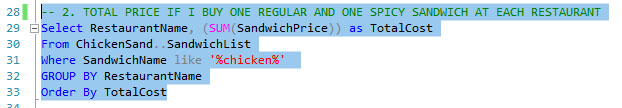 28 -- 2. TOTAL PRICE IF I BUY ONE REGULAR AND ONE SPICY SANDWICH AT EACH RESTAURANT
29 Select RestaurantName, (SUM(SandwichPrice)) as TotalCost
30 From ChickenSad..SandwichList
31 Where SandwichName like '%chicken%'
32 GROUP BY RestaurantName
33 Order By TotalCost